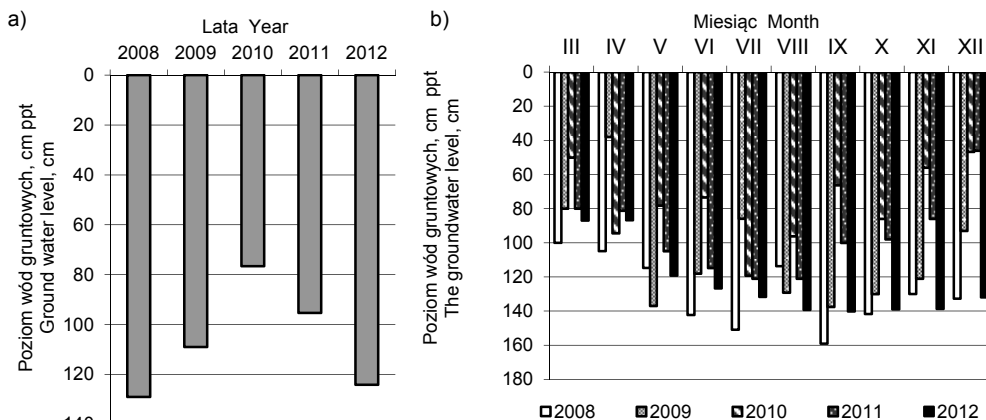 a)
Lata Year
2008 2009 2010 2011 2012
Poziom wód gruntowych, cm ppt
Ground water level, cm
0
20
40
60
80
100
120
b)
Miesiąc Month
III IV V VI VII VIII IX X XI XII
Poziom wód gruntowych, cm ppt
The groundwater level, cm
0
20
40
60
80
100
120
140
160
180
2008 2009 2010 2011 2012